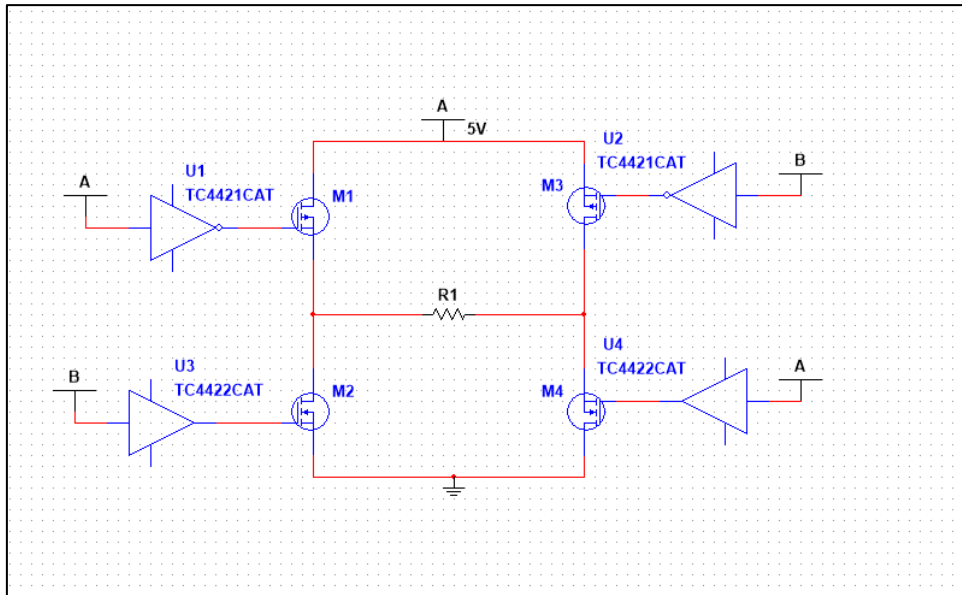 A
5V
U1
TC4421CAT
A
M1
U2
TC4421CAT
B
M3
R1
U3
TC4422CAT
B
M2
U4
TC4422CAT
A
M4